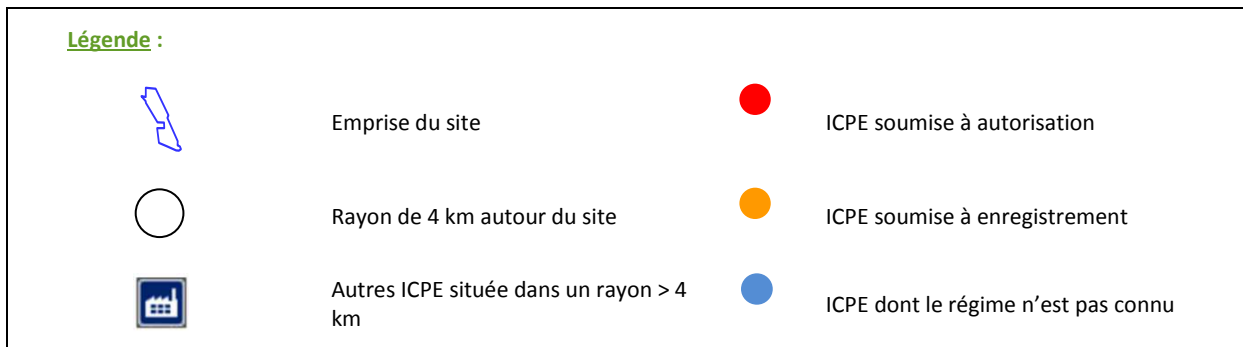 Légende :
Emprise du site
ICPE soumise à autorisation
Rayon de 4 km autour du site
ICPE soumise à enregistrement
Autres ICPE située dans un rayon > 4
km
ICPE dont le régime n’est pas connu